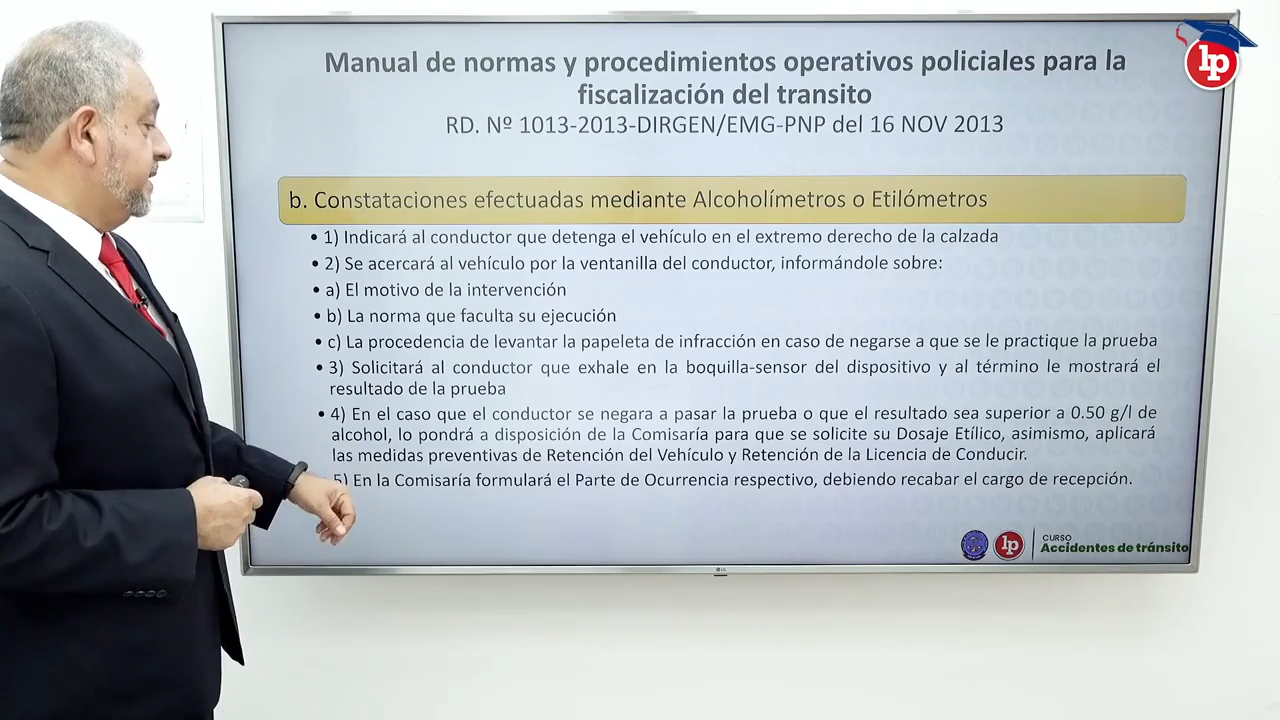 Manual de normas y procedimientos operativos policiales para la
fiscalización del transito
RD. Nº 1013-2013-DIRGEN/EMG-PNP del 16 NOV 2013
lp
b. Constataciones efectuadas mediante Alcoholímetros o Etilómetros
• 1) Indicará al conductor que detenga el vehículo en el extremo derecho de la calzada
• 2) Se acercará al vehículo por la ventanilla del conductor, informándole sobre:
• a) El motivo de la intervención
• b) La norma que faculta su ejecución
• c) La procedencia de levantar la papeleta de infracción en caso de negarse a que se le practique la prueba
• 3) Solicitará al conductor que exhale en la boquilla-sensor del dispositivo y al término le mostrará el
resultado de la prueba
• 4) En el caso que el conductor se negara a pasar la prueba o que el resultado sea superior a 0.50 g/l de
alcohol, lo pondrá a disposición de la Comisaría para que se solicite su Dosaje Etílico, asimismo, aplicará
las medidas preventivas de Retención del Vehículo y Retención de la Licencia de Conducir.
5) En la Comisaría formulará el Parte de Ocurrencia respectivo, debiendo recabar el cargo de recepción.
lp
CURSO
Accidentes de tránsito
LG